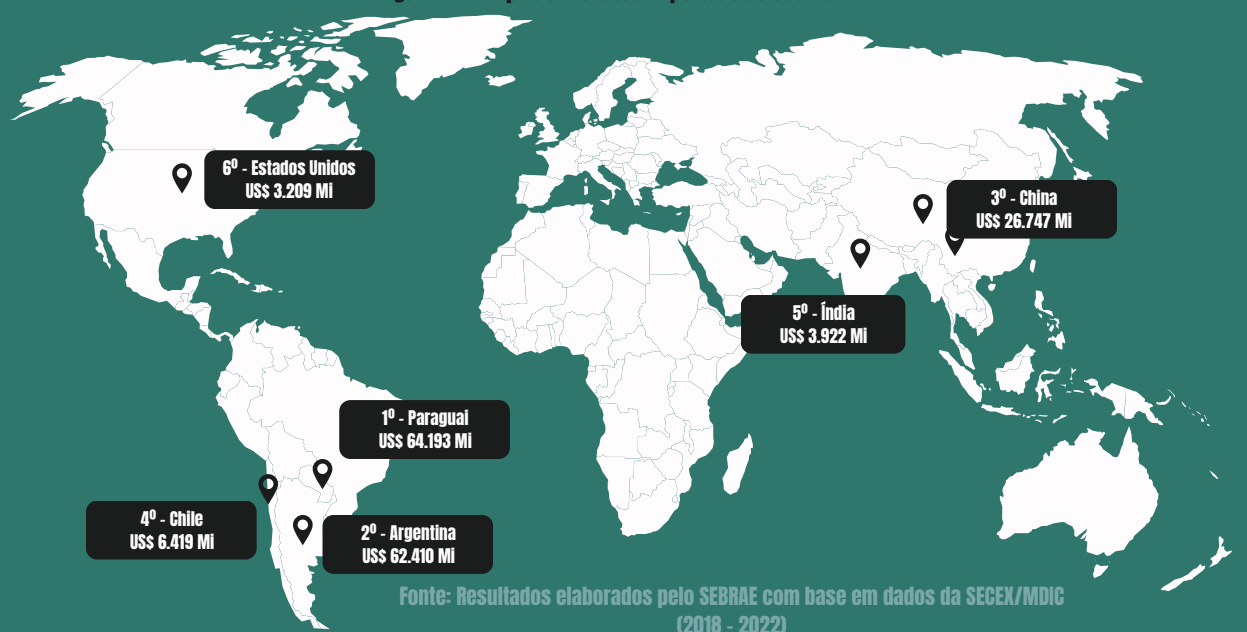 6º - Estados Unidos
US$ 3.209 Mi
3º - China
US$ 26.747 Mi
5º - Índia
US$ 3.922 Mi
1º - Paraguai
US$ 64.193 Mi
4º - Chile
US$ 6.419 Mi
2º - Argentina
US$ 62.410 Mi
Fonte: Resultados elaborados pelo SEBRAE com base em dados da SECEX/MDIC
(2018 - 2022)